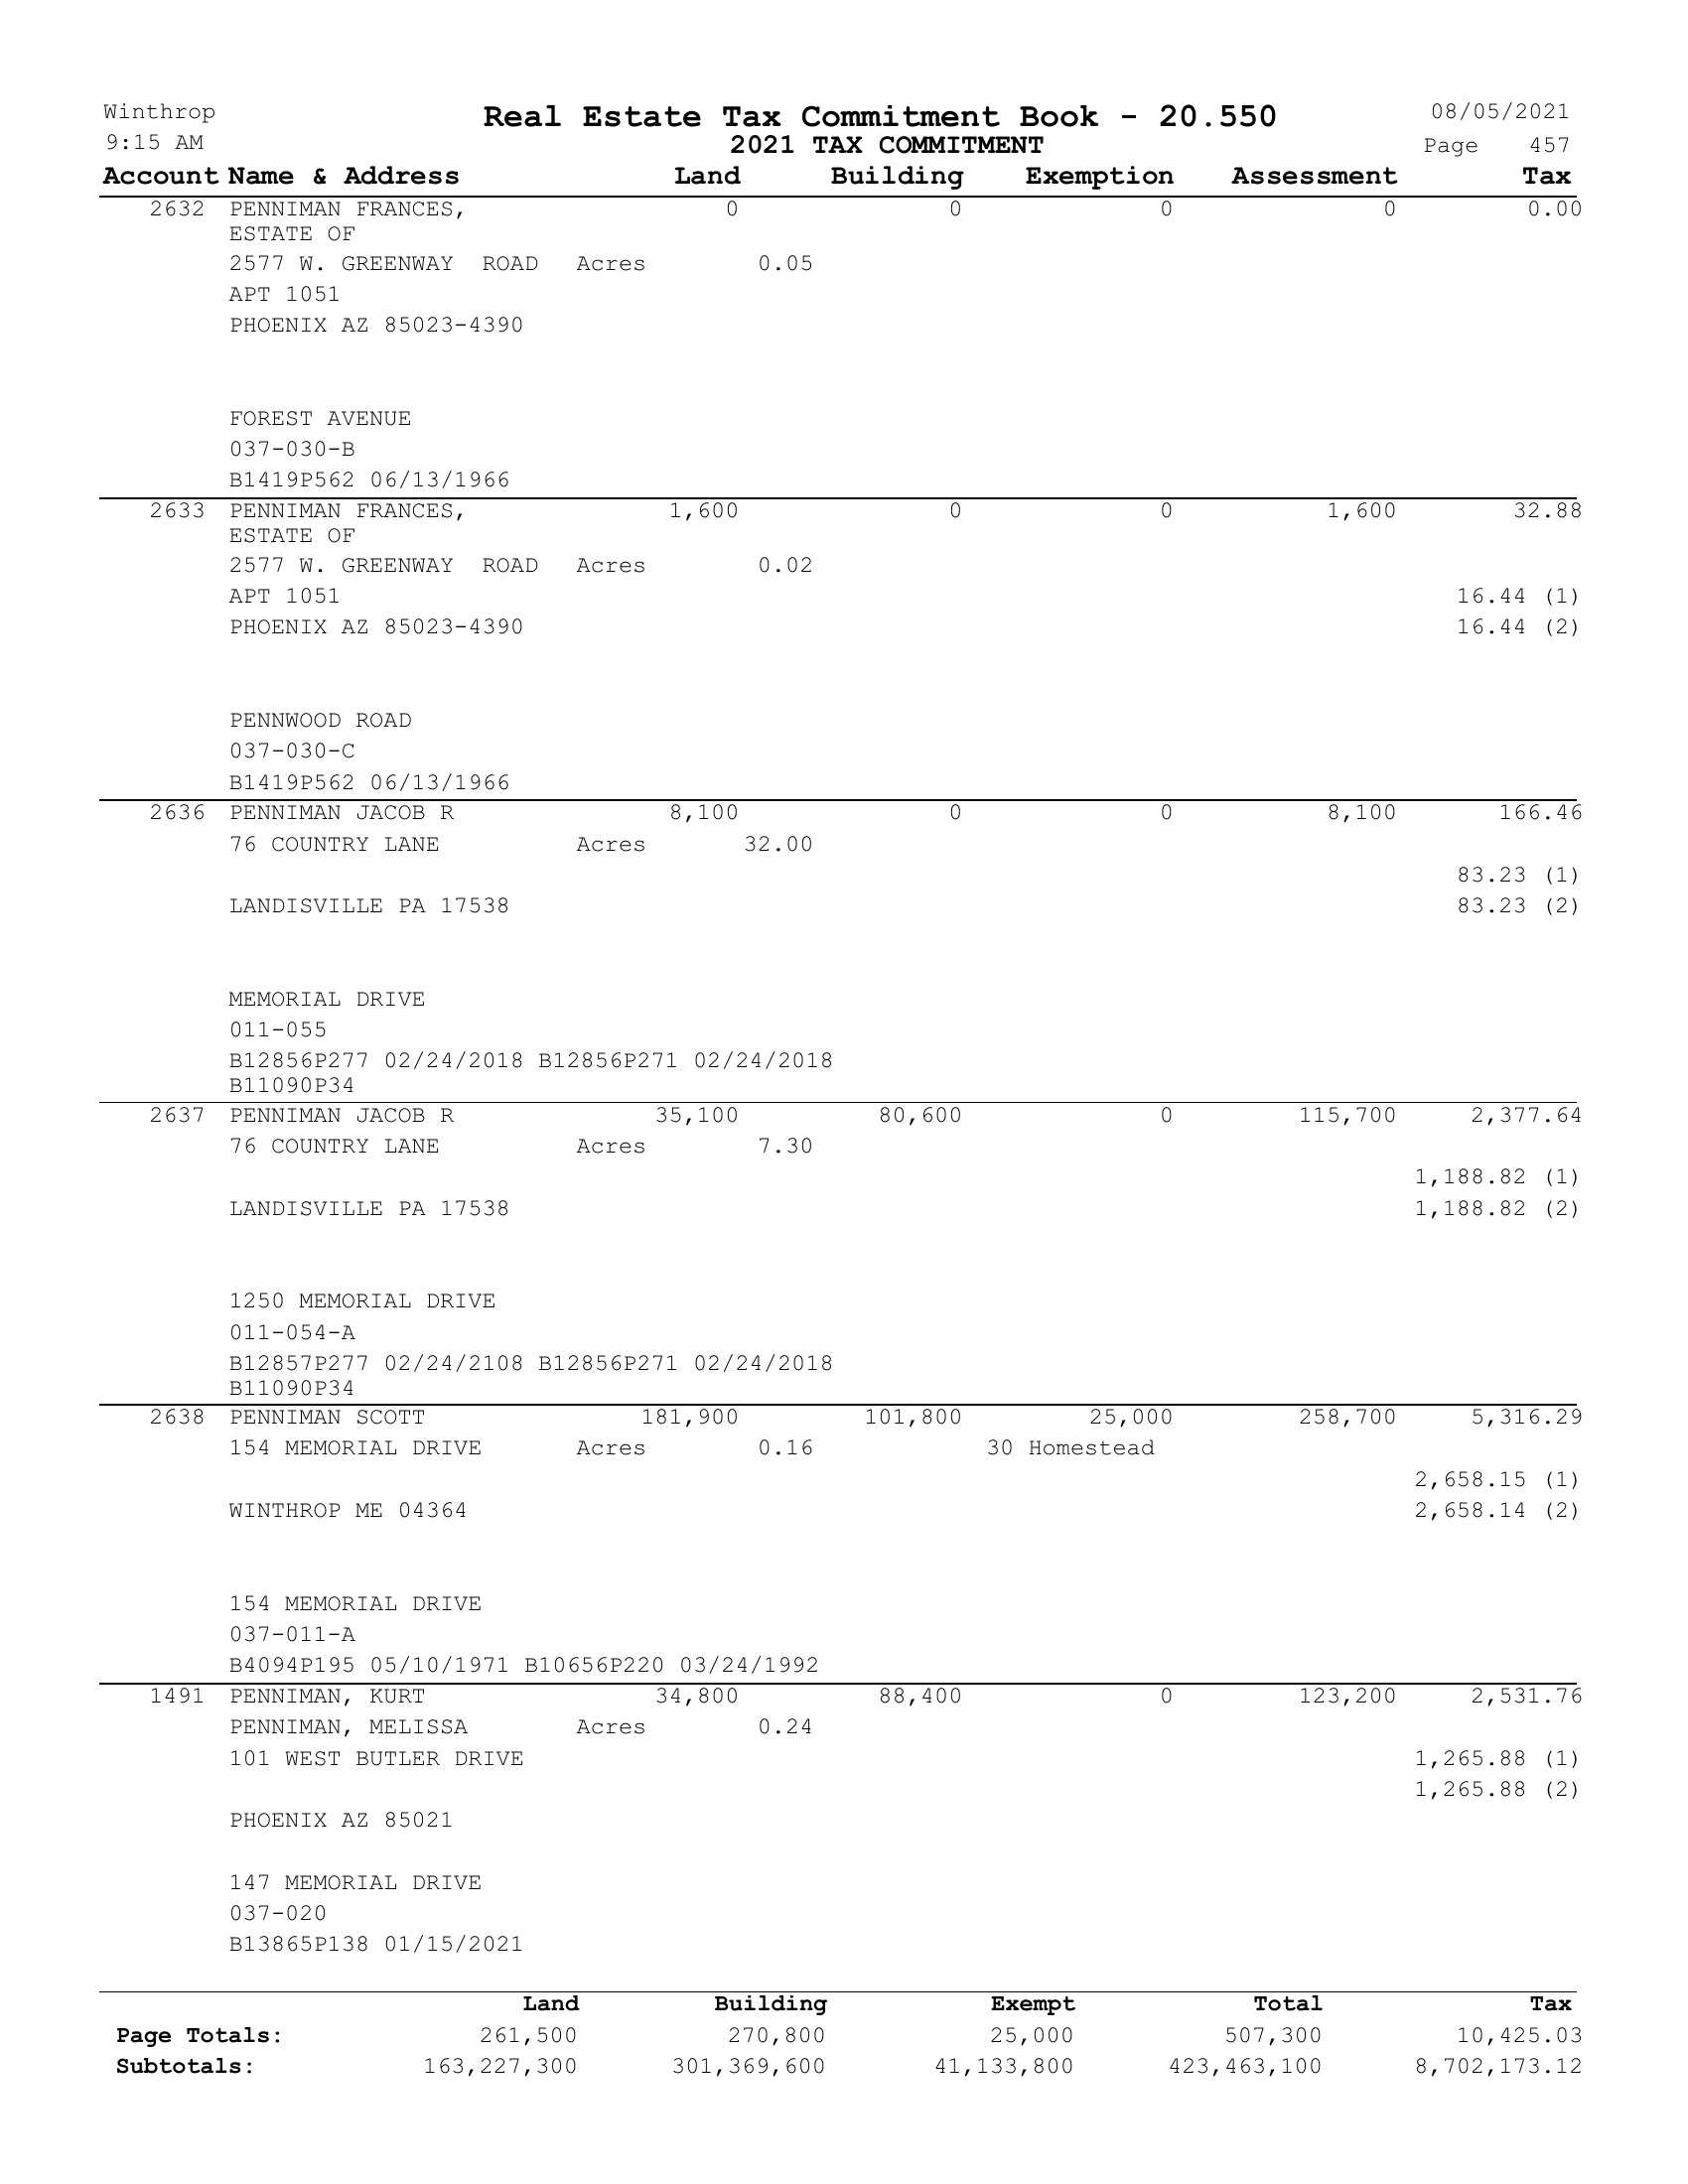 Winthrop Real Estate Tax Commitment Book - 20.550 08/05/2021
9:15 AM 2021 TAX COMMITMENT Page 457
Account Name & Address Land Building Exemption Assessment Tax
2632 PENNIMAN FRANCES, 0 0 0 0 0.00
ESTATE OF
2577 W. GREENWAY ROAD Acres 0.05
APT 1051
PHOENIX AZ 85023-4390
FOREST AVENUE
037-030-B
B1419P562 06/13/1966
2633 PENNIMAN FRANCES, 1,600 0 0 1,600 32.88
ESTATE OF
2577 W. GREENWAY ROAD Acres 0.02
APT 1051 16.44 (1)
PHOENIX AZ 85023-4390 16.44 (2)
PENNWOOD ROAD
037-030-C
B1419P562 06/13/1966
2636 PENNIMAN JACOB R 8,100 0 0 8,100 166.46
76 COUNTRY LANE Acres 32.00
83.23 (1)
LANDISVILLE PA 17538 83.23 (2)
MEMORIAL DRIVE
011-055
B12856P277 02/24/2018 B12856P271 02/24/2018
B11090P34
2637 PENNIMAN JACOB R 35,100 80,600 0 115,700 2,377.64
76 COUNTRY LANE Acres 7.30
1,188.82 (1)
LANDISVILLE PA 17538 1,188.82 (2)
1250 MEMORIAL DRIVE
011-054-A
B12857P277 02/24/2108 B12856P271 02/24/2018
B11090P34
2638 PENNIMAN SCOTT 181,900 101,800 25,000 258,700 5,316.29
154 MEMORIAL DRIVE Acres 0.16 30 Homestead
2,658.15 (1)
WINTHROP ME 04364 2,658.14 (2)
154 MEMORIAL DRIVE
037-011-A
B4094P195 05/10/1971 B10656P220 03/24/1992
1491 PENNIMAN, KURT 34,800 88,400 0 123,200 2,531.76
PENNIMAN, MELISSA Acres 0.24
101 WEST BUTLER DRIVE 1,265.88 (1)
1,265.88 (2)
PHOENIX AZ 85021
147 MEMORIAL DRIVE
037-020
B13865P138 01/15/2021
Land Building Exempt Total Tax
Page Totals: 261,500 270,800 25,000 507,300 10,425.03
Subtotals: 163,227,300 301,369,600 41,133,800 423,463,100 8,702,173.12